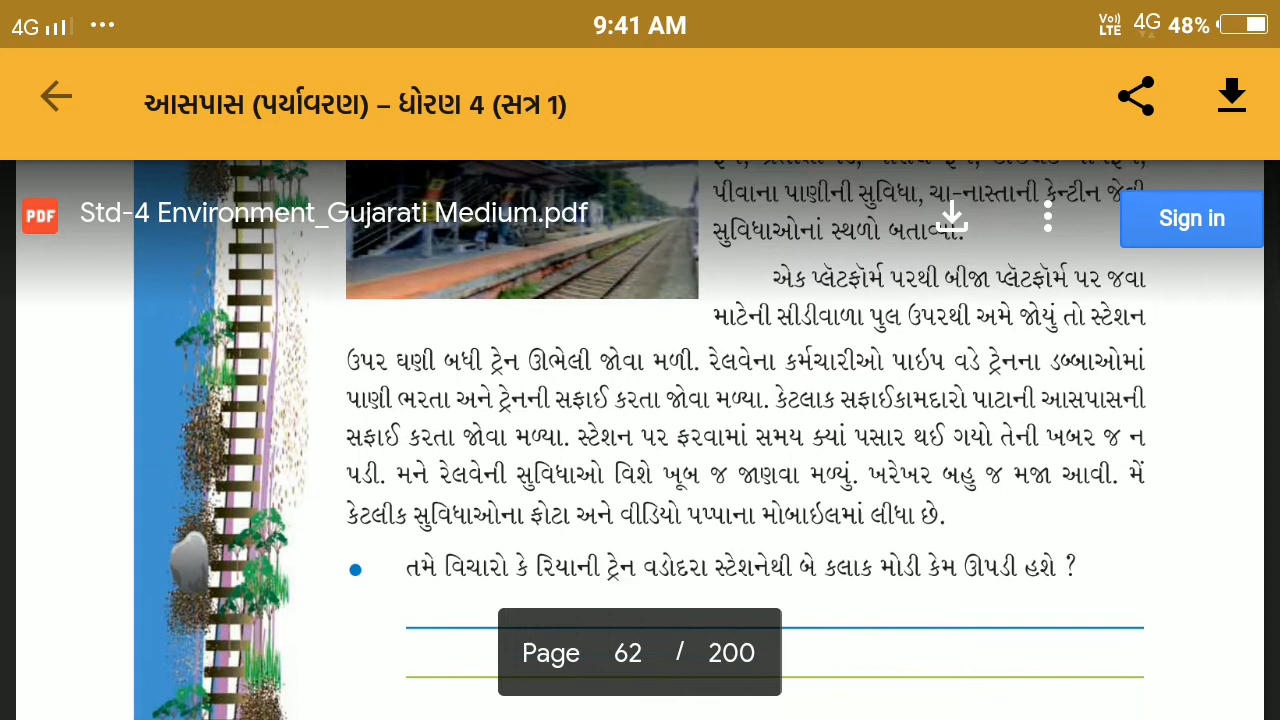 4G ... 9:41 AM Vo)) LTE 4G 48%
આસપાસ (પર્યાવરણ) – ધોરણ 4 (સત્ર 1)
પીવાના પાણીની સુવિધા, ચા-નાસ્તાની કેન્ટીન જેવી
PDF Std-4 Environment_Gujarati Medium.pdf Sign in
સુવિધાઓનાં સ્થળો બતાવ્યાં.
એક પ્લૅટફૉર્મ પરથી બીજા પ્લૅટફૉર્મ પર જવા
માટેની સીડીવાળા પુલ ઉપરથી અમે જોયું તો સ્ટેશન
ઉપર ઘણી બધી ટ્રેન ઊભેલી જોવા મળી. રેલવેના કર્મચારીઓ પાઇપ વડે ટ્રેનના ડબ્બાઓમાં
પાણી ભરતા અને ટ્રેનની સફાઈ કરતા જોવા મળ્યા. કેટલાક સફાઈકામદારો પાટાની આસપાસની
સફાઈ કરતા જોવા મળ્યા. સ્ટેશન પર ફરવામાં સમય ક્યાં પસાર થઈ ગયો તેની ખબર જ ન
પડી. મને રેલવેની સુવિધાઓ વિશે ખૂબ જ જાણવા મળ્યું. ખરેખર બહુ જ મજા આવી. મેં
કેટલીક સુવિધાઓના ફોટા અને વીડિયો પપ્પાના મોબાઇલમાં લીધા છે.
• તમે વિચારો કે રિયાની ટ્રેન વડોદરા સ્ટેશનેથી બે કલાક મોડી કેમ ઊપડી હશે ?
Page 62 / 200